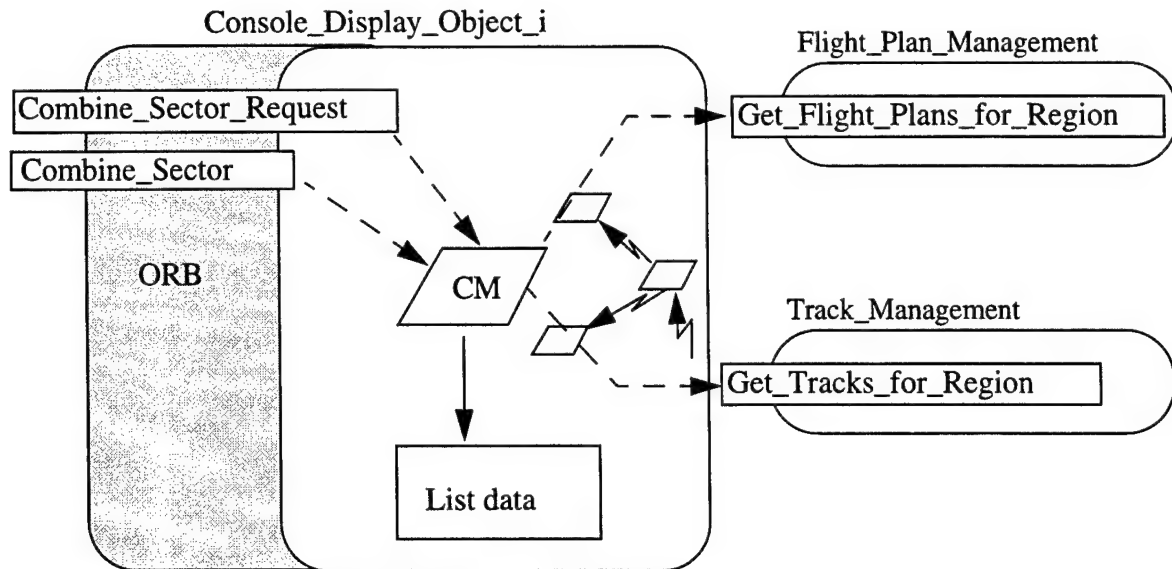 Console_Display_Object_i
Flight_Plan_Management
Combine_Sector_Request
Get_Flight_Plans_for_Region
Combine_Sector
ORB
CM
Track_Management
Get_Tracks_for_Region
List data